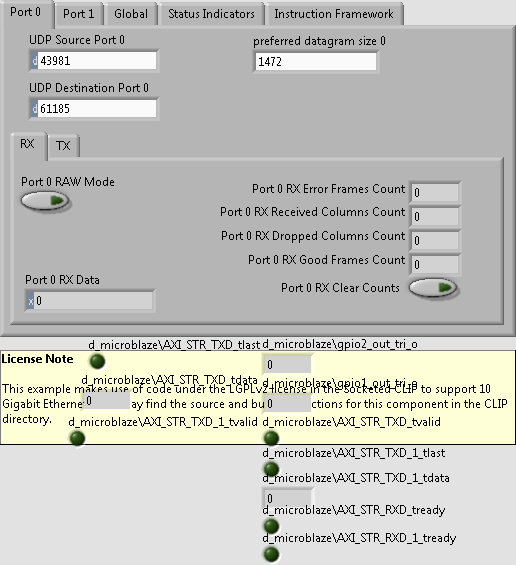 Port 0 Port 1 Global Status Indicators Instruction Framework
UDP Source Port 0 preferred datagram size 0
d 43981 1472
UDP Destination Port 0
d 61185
RX TX
Port 0 RAW Mode
Port 0 RX Error Frames Count 0
Port 0 RX Received Columns Count 0
Port 0 RX Dropped Columns Count 0
Port 0 RX Good Frames Count 0
Port 0 RX Data
x 0
Port 0 RX Clear Counts
d_microblaze\AXI_STR_TXD_tlast d_microblaze\gpio2_out_tri_o
License Note
0
d_microblaze\AXI_STR_TXD_tdata d_microblaze\gpio1_out_tri_o
This example makes use of code under the LGPLv2 license in the Socketed CLIP to support 10
Gigabit Etherne 0 ay find the source and bu 0 ctions for this component in the CLIP
directory.
d_microblaze\AXI_STR_TXD_1_tvalid d_microblaze\AXI_STR_TXD_tvalid
d_microblaze\AXI_STR_TXD_1_tlast
d_microblaze\AXI_STR_TXD_1_tdata
0
d_microblaze\AXI_STR_RXD_tready
d_microblaze\AXI_STR_RXD_1_tready